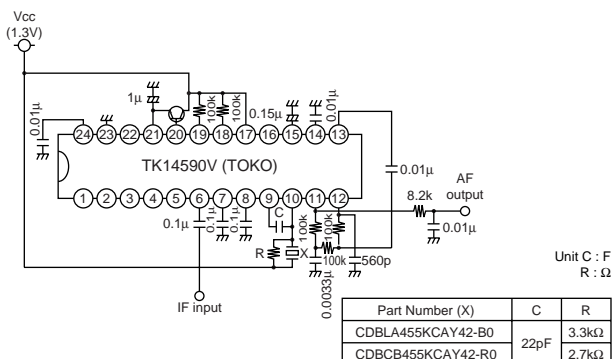 Vcc
(1.3V)
1μ
100k
100k
0.15μ
0.01μ
0.01μ
24 23 22 21 20 19 18 17 16 15 14 13
TK14590V (TOKO)
1 2 3 4 5 6 7 8 9 10 11 12
0.01μ
AF
output
8.2k
0.01μ
0.1μ
0.1μ
0.1μ
C
R
X
100k
100k
100k
560p
0.0033μ
IF input
Unit C : F
R : Ω
Part Number (X) C R
CDBLA455KCAY42-B0 22pF 3.3kΩ
CDBCB455KCAY42-R0 2.7kΩ